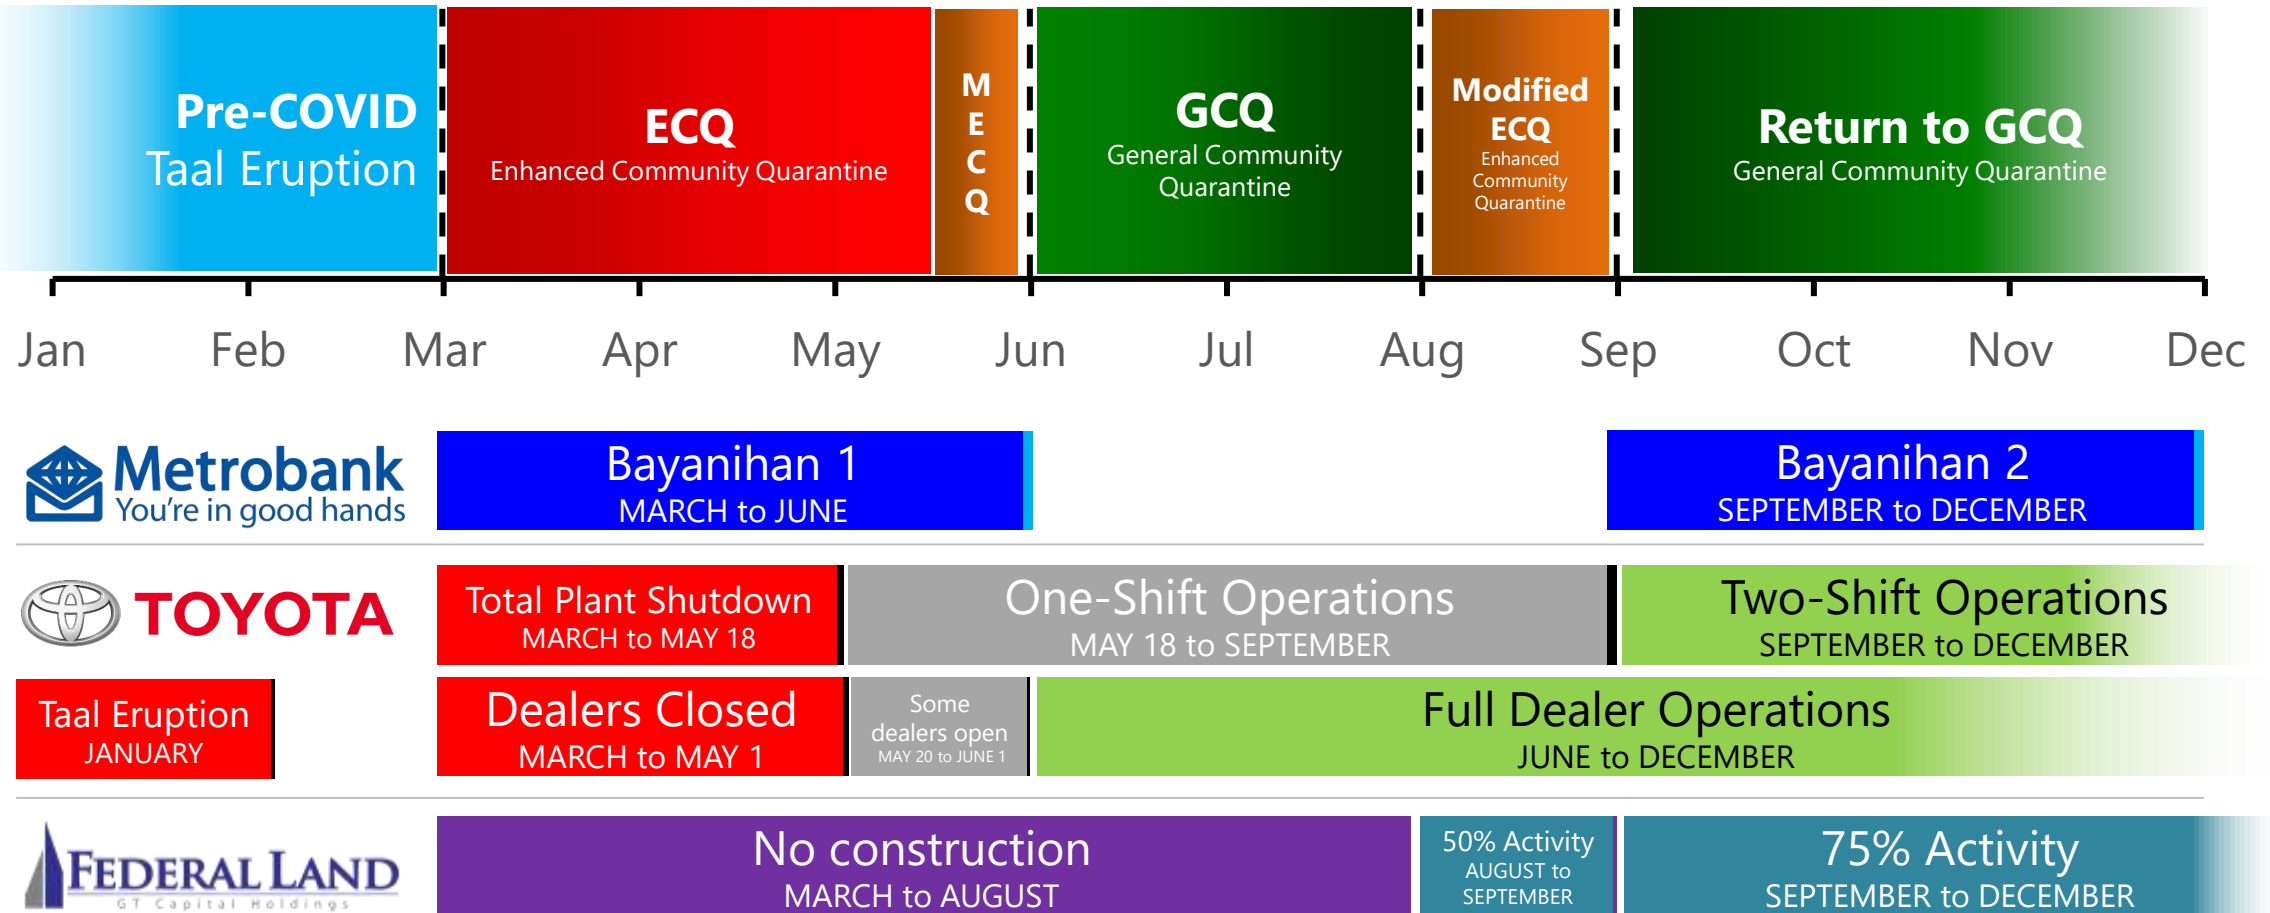 Pre-COVID
Taal Eruption
ECQ
Enhanced Community Quarantine
M
E
C
Q
GCQ
General Community
Quarantine
Modified
ECQ
Enhanced
Community
Quarantine
Return to GCQ
General Community Quarantine
Jan Feb Mar Apr May Jun Jul Aug Sep Oct Nov Dec
Metrobank
You're in good hands
Bayanihan 1
MARCH to JUNE
Bayanihan 2
SEPTEMBER to DECEMBER
TOYOTA
Total Plant Shutdown
MARCH to MAY 18
One-Shift Operations
MAY 18 to SEPTEMBER
Two-Shift Operations
SEPTEMBER to DECEMBER
Taal Eruption
JANUARY
Dealers Closed
MARCH to MAY 1
Some
dealers open
MAY 20 to JUNE 1
Full Dealer Operations
JUNE to DECEMBER
FEDERAL LAND
GT Capital Holdings
No construction
MARCH to AUGUST
50% Activity
AUGUST to
SEPTEMBER
75% Activity
SEPTEMBER to DECEMBER